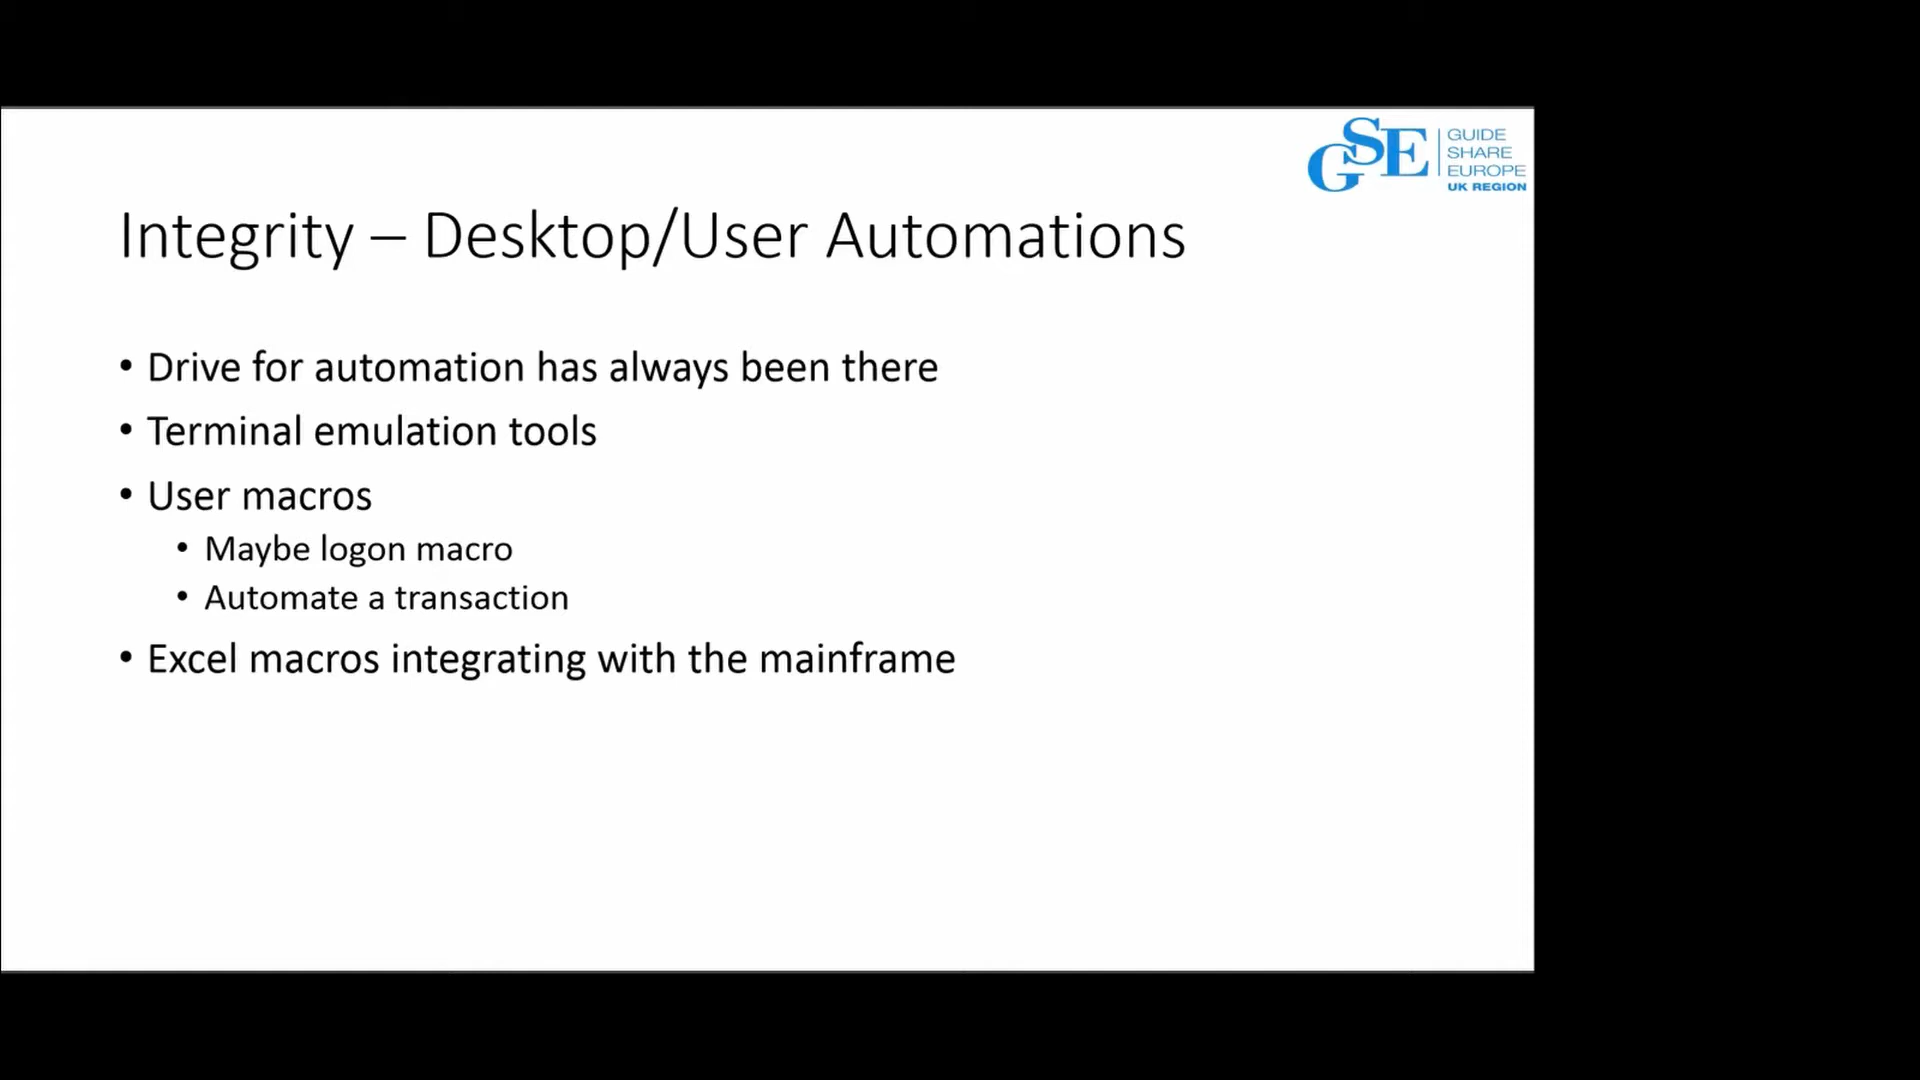 GSE
GUIDE
SHARE
EUROPE
UK REGION
Integrity – Desktop/User Automations
• Drive for automation has always been there
• Terminal emulation tools
• User macros
• Maybe logon macro
• Automate a transaction
• Excel macros integrating with the mainframe